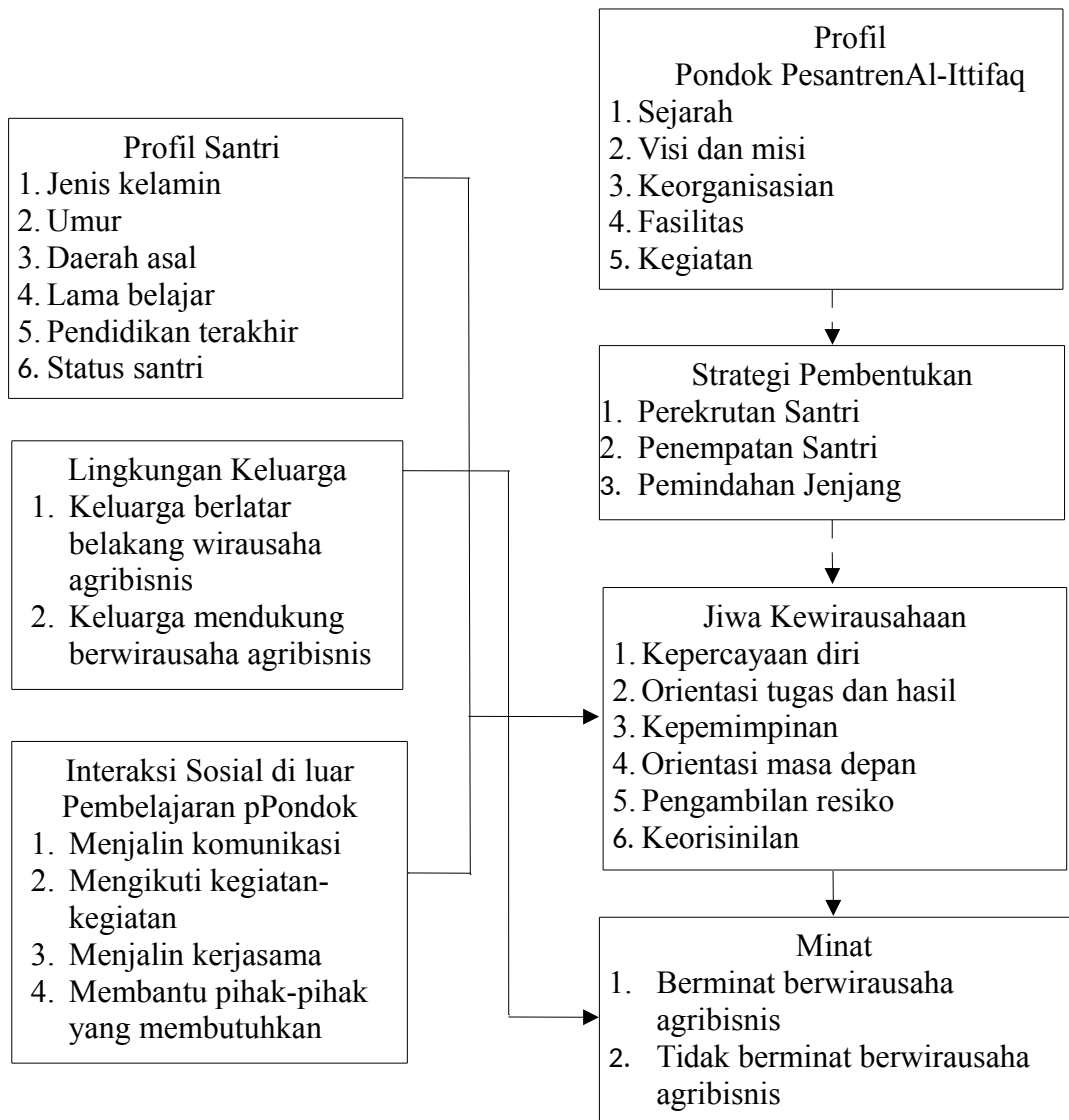 Profil Santri
1. Jenis kelamin
2. Umur
3. Daerah asal
4. Lama belajar
5. Pendidikan terakhir
6. Status santri
Lingkungan Keluarga
1. Keluarga berlatar
belakang wirausaha
agribisnis
2. Keluarga mendukung
berwirausaha agribisnis
Interaksi Sosial di luar
Pembelajaran pPondok
1. Menjalin komunikasi
2. Mengikuti kegiatan-
kegiatan
3. Menjalin kerjasama
4. Membantu pihak-pihak
yang membutuhkan
Profil
Pondok PesantrenAl-Ittifaq
1. Sejarah
2. Visi dan misi
3. Keorganisasian
4. Fasilitas
5. Kegiatan
Strategi Pembentukan
1. Perekrutan Santri
2. Penempatan Santri
3. Pemindahan Jenjang
Jiwa Kewirausahaan
1. Kepercayaan diri
2. Orientasi tugas dan hasil
3. Kepemimpinan
4. Orientasi masa depan
5. Pengambilan resiko
6. Keorisinilan
Minat
1. Berminat berwirausaha
agribisnis
2. Tidak berminat berwirausaha
agribisnis